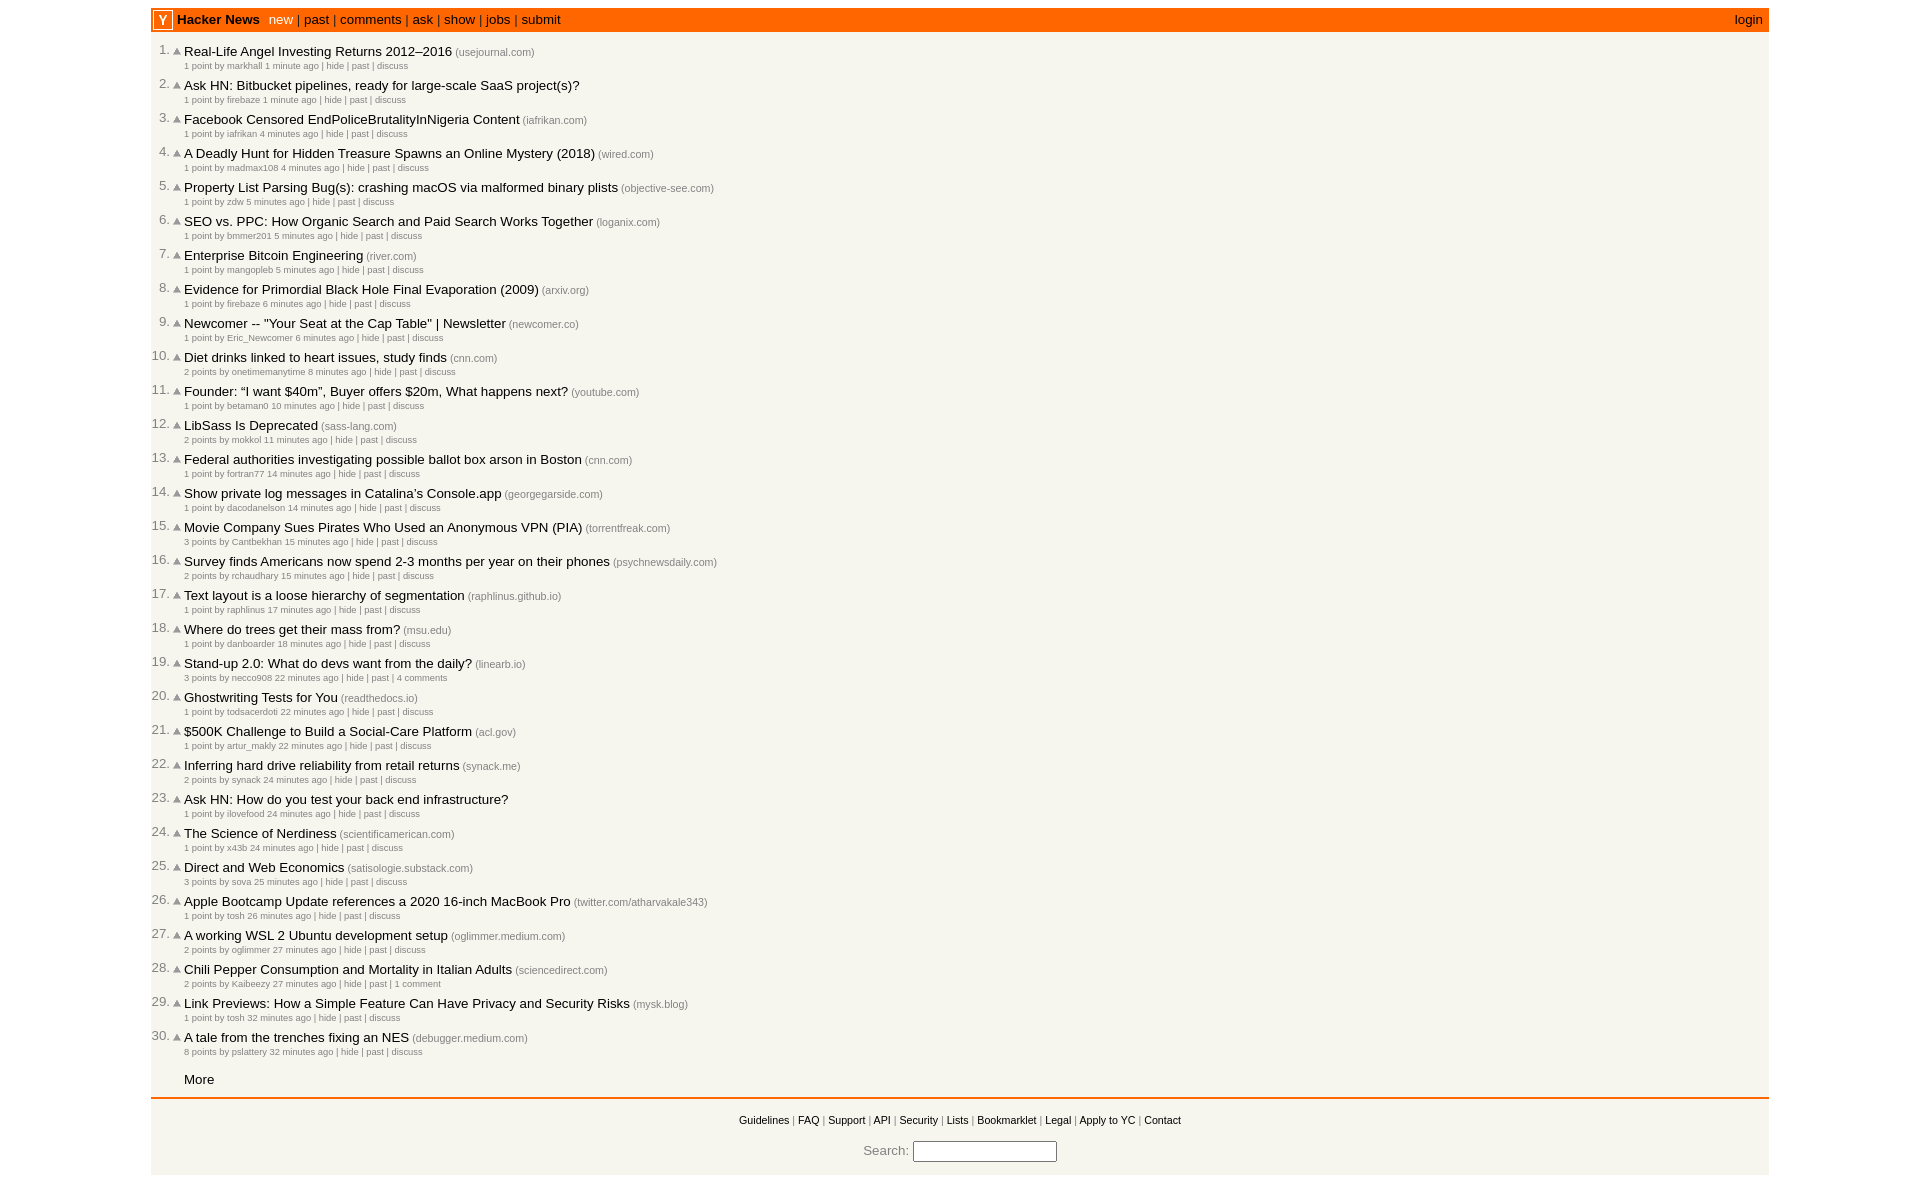 Y Hacker News new | past | comments | ask | show | jobs | submit login
1. Real-Life Angel Investing Returns 2012–2016 (usejournal.com)
1 point by markhall 1 minute ago | hide | past | discuss
2. Ask HN: Bitbucket pipelines, ready for large-scale SaaS project(s)?
1 point by firebaze 1 minute ago | hide | past | discuss
3. Facebook Censored EndPoliceBrutalityInNigeria Content (iafrikan.com)
1 point by iafrikan 4 minutes ago | hide | past | discuss
4. A Deadly Hunt for Hidden Treasure Spawns an Online Mystery (2018) (wired.com)
1 point by madmax108 4 minutes ago | hide | past | discuss
5. Property List Parsing Bug(s): crashing macOS via malformed binary plists (objective-see.com)
1 point by zdw 5 minutes ago | hide | past | discuss
6. SEO vs. PPC: How Organic Search and Paid Search Works Together (loganix.com)
1 point by bmmer201 5 minutes ago | hide | past | discuss
7. Enterprise Bitcoin Engineering (river.com)
1 point by mangopleb 5 minutes ago | hide | past | discuss
8. Evidence for Primordial Black Hole Final Evaporation (2009) (arxiv.org)
1 point by firebaze 6 minutes ago | hide | past | discuss
9. Newcomer -- "Your Seat at the Cap Table" | Newsletter (newcomer.co)
1 point by Eric_Newcomer 6 minutes ago | hide | past | discuss
10. Diet drinks linked to heart issues, study finds (cnn.com)
2 points by onetimemanytime 8 minutes ago | hide | past | discuss
11. Founder: “I want $40m”, Buyer offers $20m, What happens next? (youtube.com)
1 point by betaman0 10 minutes ago | hide | past | discuss
12. LibSass Is Deprecated (sass-lang.com)
2 points by mokkol 11 minutes ago | hide | past | discuss
13. Federal authorities investigating possible ballot box arson in Boston (cnn.com)
1 point by fortran77 14 minutes ago | hide | past | discuss
14. Show private log messages in Catalina’s Console.app (georgegarside.com)
1 point by dacodanelson 14 minutes ago | hide | past | discuss
15. Movie Company Sues Pirates Who Used an Anonymous VPN (PIA) (torrentfreak.com)
3 points by Cantbekhan 15 minutes ago | hide | past | discuss
16. Survey finds Americans now spend 2-3 months per year on their phones (psychnewsdaily.com)
2 points by rchaudhary 15 minutes ago | hide | past | discuss
17. Text layout is a loose hierarchy of segmentation (raphlinus.github.io)
1 point by raphlinus 17 minutes ago | hide | past | discuss
18. Where do trees get their mass from? (msu.edu)
1 point by danboarder 18 minutes ago | hide | past | discuss
19. Stand-up 2.0: What do devs want from the daily? (linearb.io)
3 points by necco908 22 minutes ago | hide | past | 4 comments
20. Ghostwriting Tests for You (readthedocs.io)
1 point by todsacerdoti 22 minutes ago | hide | past | discuss
21. $500K Challenge to Build a Social-Care Platform (acl.gov)
1 point by artur_makly 22 minutes ago | hide | past | discuss
22. Inferring hard drive reliability from retail returns (synack.me)
2 points by synack 24 minutes ago | hide | past | discuss
23. Ask HN: How do you test your back end infrastructure?
1 point by ilovefood 24 minutes ago | hide | past | discuss
24. The Science of Nerdiness (scientificamerican.com)
1 point by x43b 24 minutes ago | hide | past | discuss
25. Direct and Web Economics (satisologie.substack.com)
3 points by sova 25 minutes ago | hide | past | discuss
26. Apple Bootcamp Update references a 2020 16-inch MacBook Pro (twitter.com/atharvakale343)
1 point by tosh 26 minutes ago | hide | past | discuss
27. A working WSL 2 Ubuntu development setup (oglimmer.medium.com)
2 points by oglimmer 27 minutes ago | hide | past | discuss
28. Chili Pepper Consumption and Mortality in Italian Adults (sciencedirect.com)
2 points by Kaibeezy 27 minutes ago | hide | past | 1 comment
29. Link Previews: How a Simple Feature Can Have Privacy and Security Risks (mysk.blog)
1 point by tosh 32 minutes ago | hide | past | discuss
30. A tale from the trenches fixing an NES (debugger.medium.com)
8 points by pslattery 32 minutes ago | hide | past | discuss
More
Guidelines | FAQ | Support | API | Security | Lists | Bookmarklet | Legal | Apply to YC | Contact
Search: